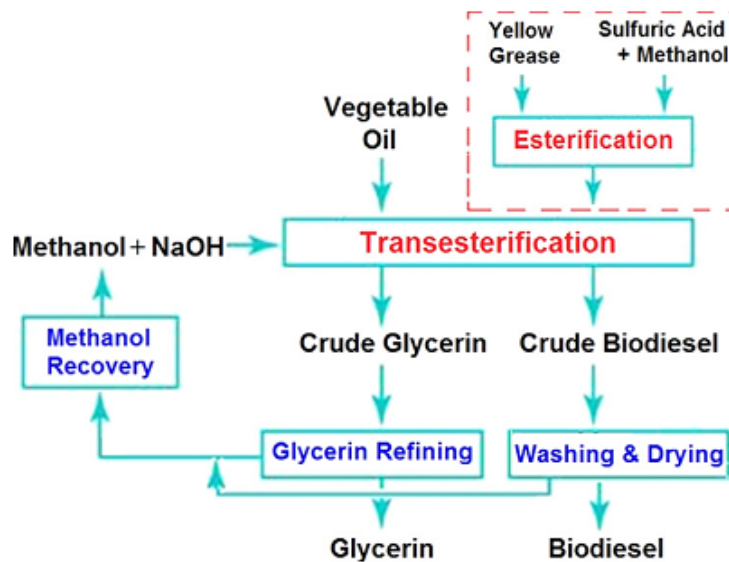 Yellow
Grease
Sulfuric Acid
+ Methanol
Vegetable
Oil
Esterification
Methanol + NaOH
Transesterification
Methanol
Recovery
Crude Glycerin
Crude Biodiesel
Glycerin Refining
Washing & Drying
Glycerin
Biodiesel